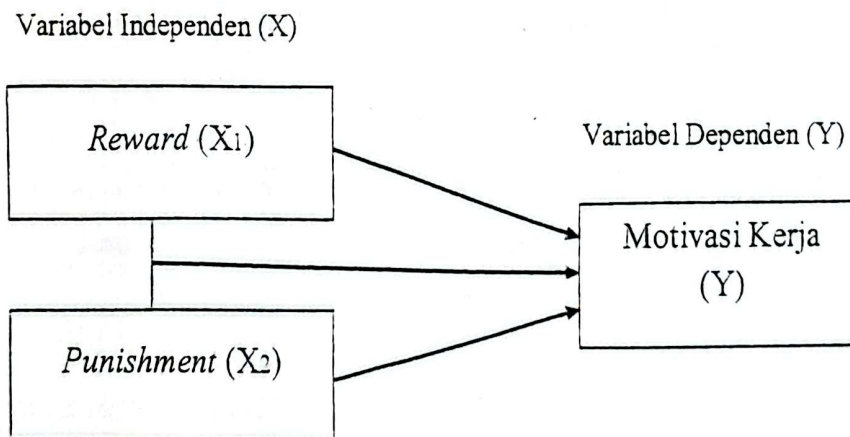 Variabel Independen (X)
Reward (X1)
Variabel Dependen (Y)
Motivasi Kerja
(Y)
Punishment (X2)